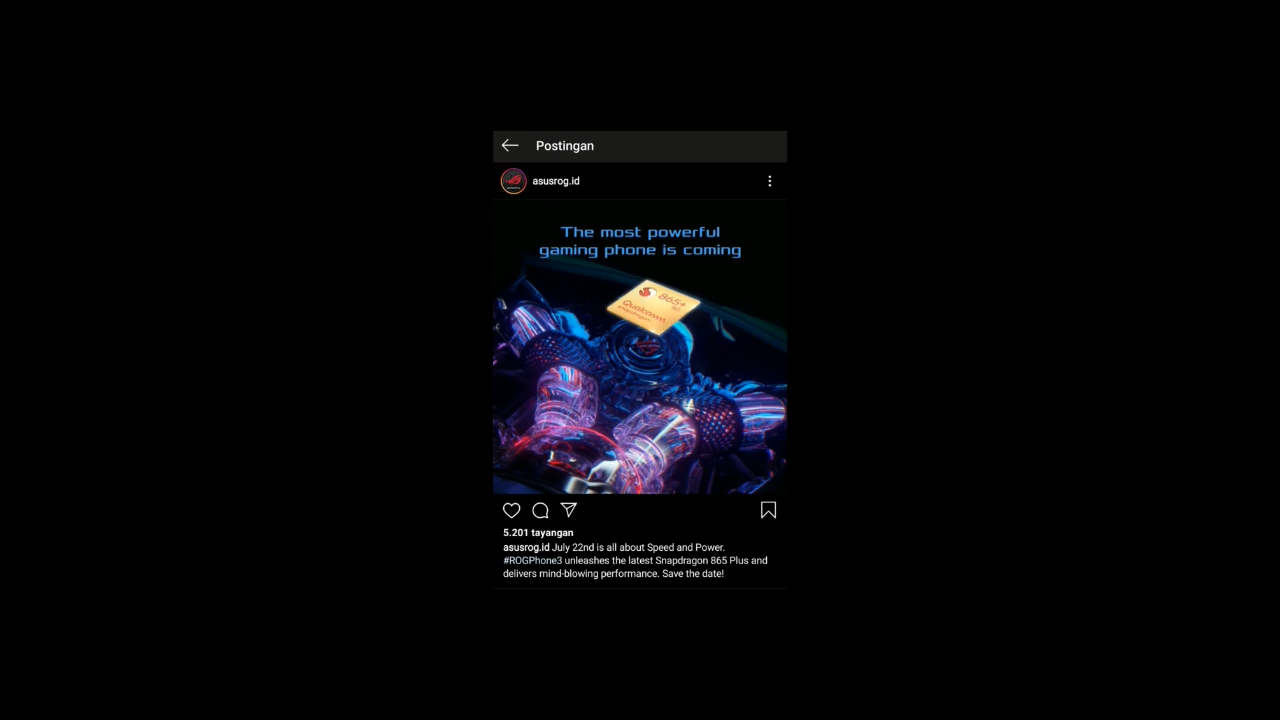 Postingan
asusrog.id
The most powerful
gaming phone is coming
865+
5G
Qualcomm
snapdragon
5.201 tayangan
asusrog.id July 22nd is all about Speed and Power.
#ROGPhone3 unleashes the latest Snapdragon 865 Plus and
delivers mind-blowing performance. Save the date!